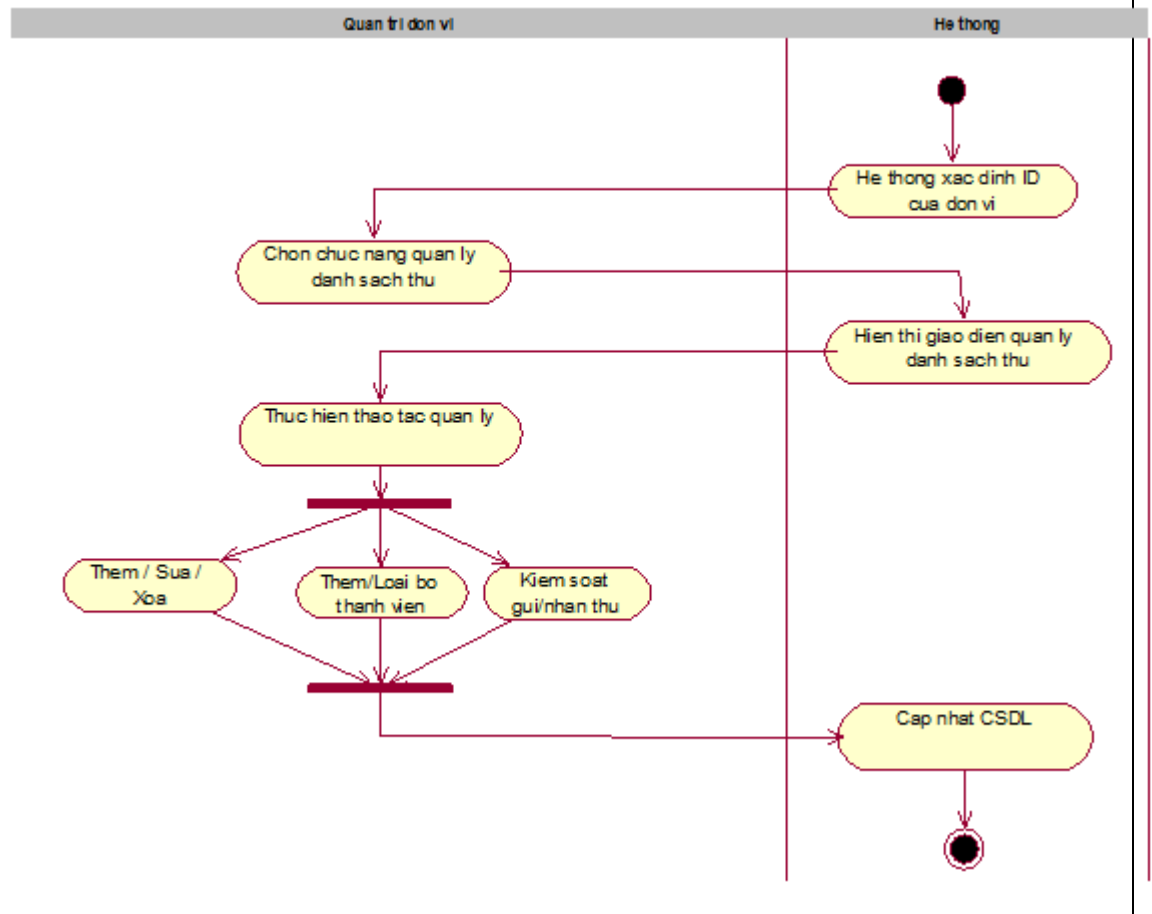 Quan tri don vi
He thong
He thong xac dinh ID
cua don vi
Chon chuc nang quan ly
danh sach thu
Hien thi giao dien quan ly
danh sach thu
Thuc hien thao tac quan ly
Them / Sua /
Xoa
Them/Loai bo
thanh vien
Kiem soat
gui/nhan thu
Cap nhat CSDL